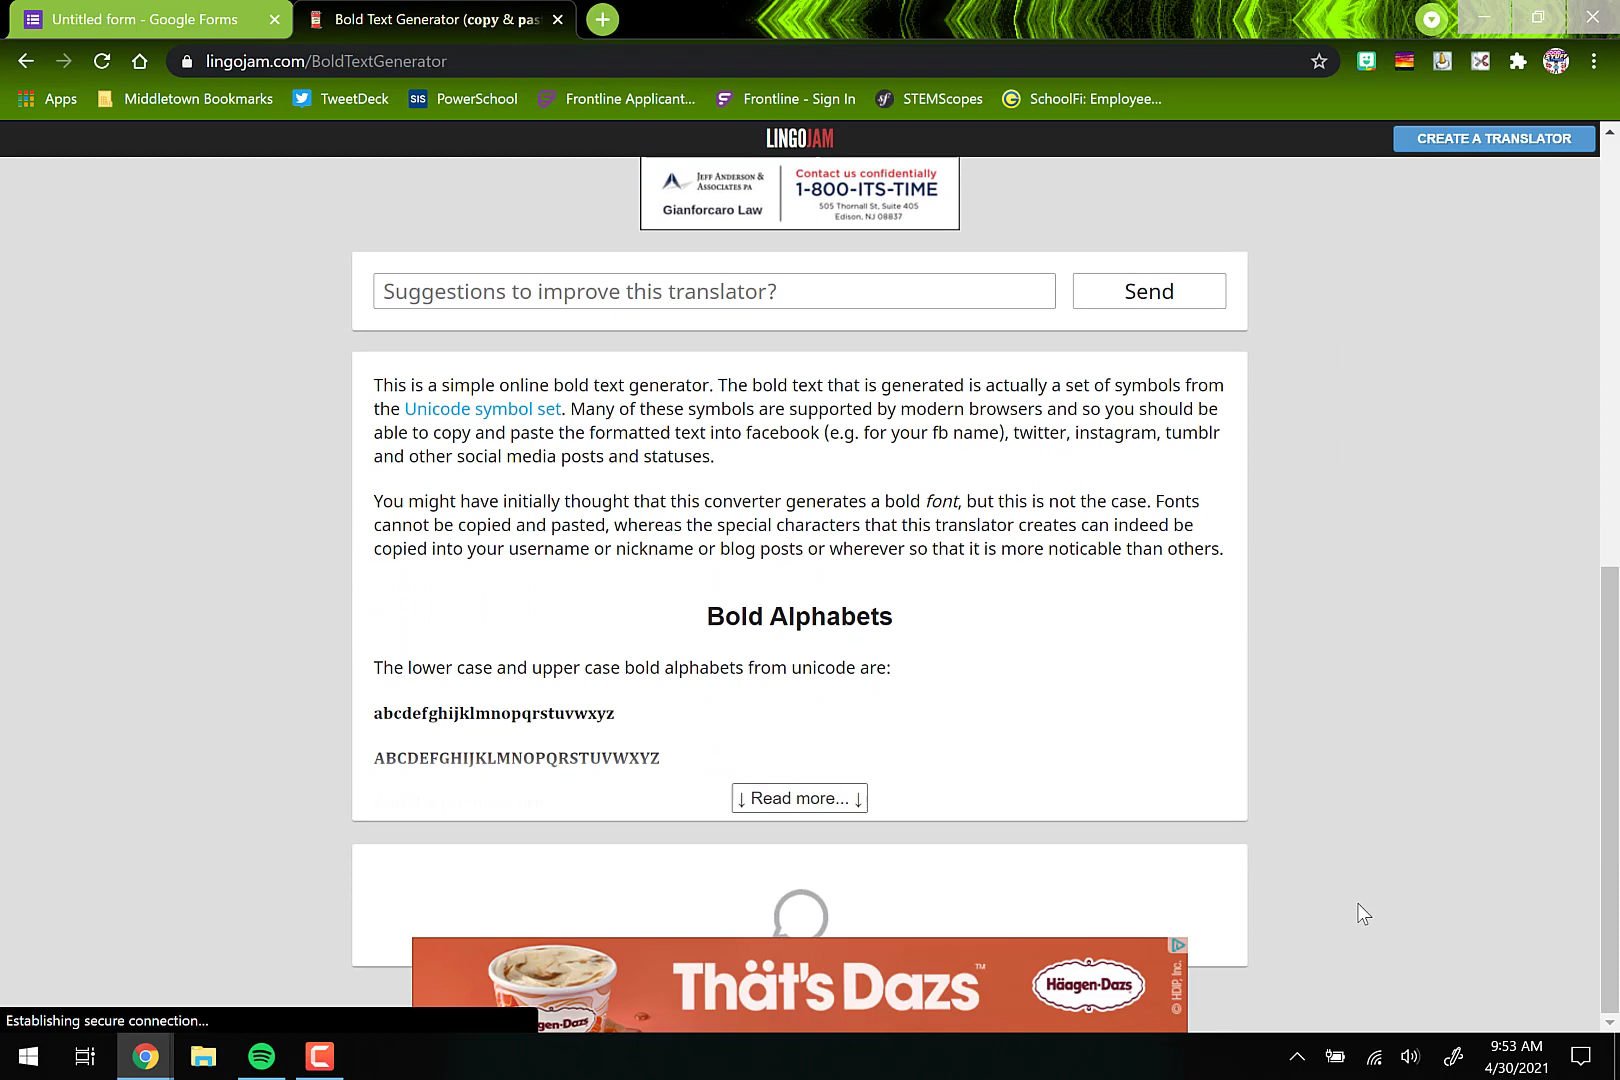 Untitled form - Google Forms
Bold Text Generator (copy & pas
lingojam.com/BoldTextGenerator
Apps
Middletown Bookmarks
TweetDeck
SIS PowerSchool
Frontline Applicant...
Frontline - Sign In
sf STEMScopes
SchoolFi: Employee...
LINGOJAM
CREATE A TRANSLATOR
JEFF ANDERSON & ASSOCIATES PA
Gianforcaro Law
Contact us confidentially
1-800-ITS-TIME
505 Thornall St, Suite 405
Edison, NJ 08837
Suggestions to improve this translator?
Send
This is a simple online bold text generator. The bold text that is generated is actually a set of symbols from
the Unicode symbol set. Many of these symbols are supported by modern browsers and so you should be
able to copy and paste the formatted text into facebook (e.g. for your fb name), twitter, instagram, tumblr
and other social media posts and statuses.
You might have initially thought that this converter generates a bold font, but this is not the case. Fonts
cannot be copied and pasted, whereas the special characters that this translator creates can indeed be
copied into your username or nickname or blog posts or wherever so that it is more noticable than others.
Bold Alphabets
The lower case and upper case bold alphabets from unicode are:
𝐚𝐛𝐜𝐝𝐞𝐟𝐠𝐡𝐢𝐣𝐤𝐥𝐦𝐧𝐨𝐩𝐪𝐫𝐬𝐭𝐮𝐯𝐰𝐱𝐲𝐳
𝐀𝐁𝐂𝐃𝐄𝐅𝐆𝐇𝐈𝐉𝐊𝐋𝐌𝐍𝐎𝐏𝐐𝐑𝐒𝐓𝐔𝐕𝐖𝐗𝐘𝐙
↓ Read more... ↓
Thät's Dazs™
Häagen-Dazs
gen-Dazs
© HDIP, Inc.
Establishing secure connection...
9:53 AM
4/30/2021